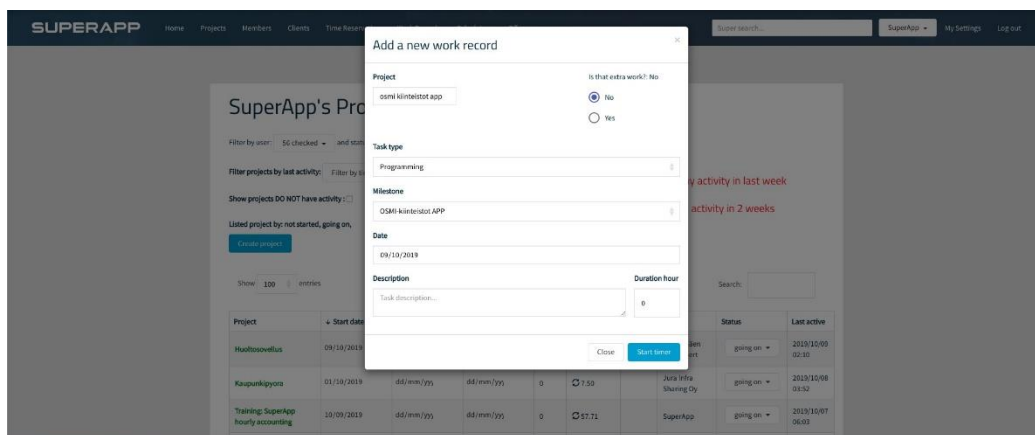 SUPERAPP Home Projects Members Clients Time Reserv SuperApp My Settings Log out
Super search...
Add a new work record ×
Project Is that extra work?: No
osmi kiinteistot app No
Yes
SuperApp's Pro
Filter by user: 50 checked and stat
Task type
Programming
Filter projects by last activity: Filter by
y activity in last week
Milestone
Show projects DO NOT have activity :
OSMI-kiinteistot APP activity in 2 weeks
Listed project by: not started, going on,
Date
Create project
09/10/2019
Description Duration hour
Show 100 entries Search:
Task description... 0
Project Start date Status Last active
Close Start timer
Huoltosovellus 09/10/2019 going on 2019/10/09
02:10
Kaupunkipyora 01/10/2019 dd/mm/yyy dd/mm/yyy 0 7.50 Jura Infra going on 2019/10/08
Sharing Oy 03:52
Training: SuperApp 10/09/2019 dd/mm/yyy dd/mm/yyy 0 57.71 SuperApp going on 2019/10/07
hourly accounting 06:03